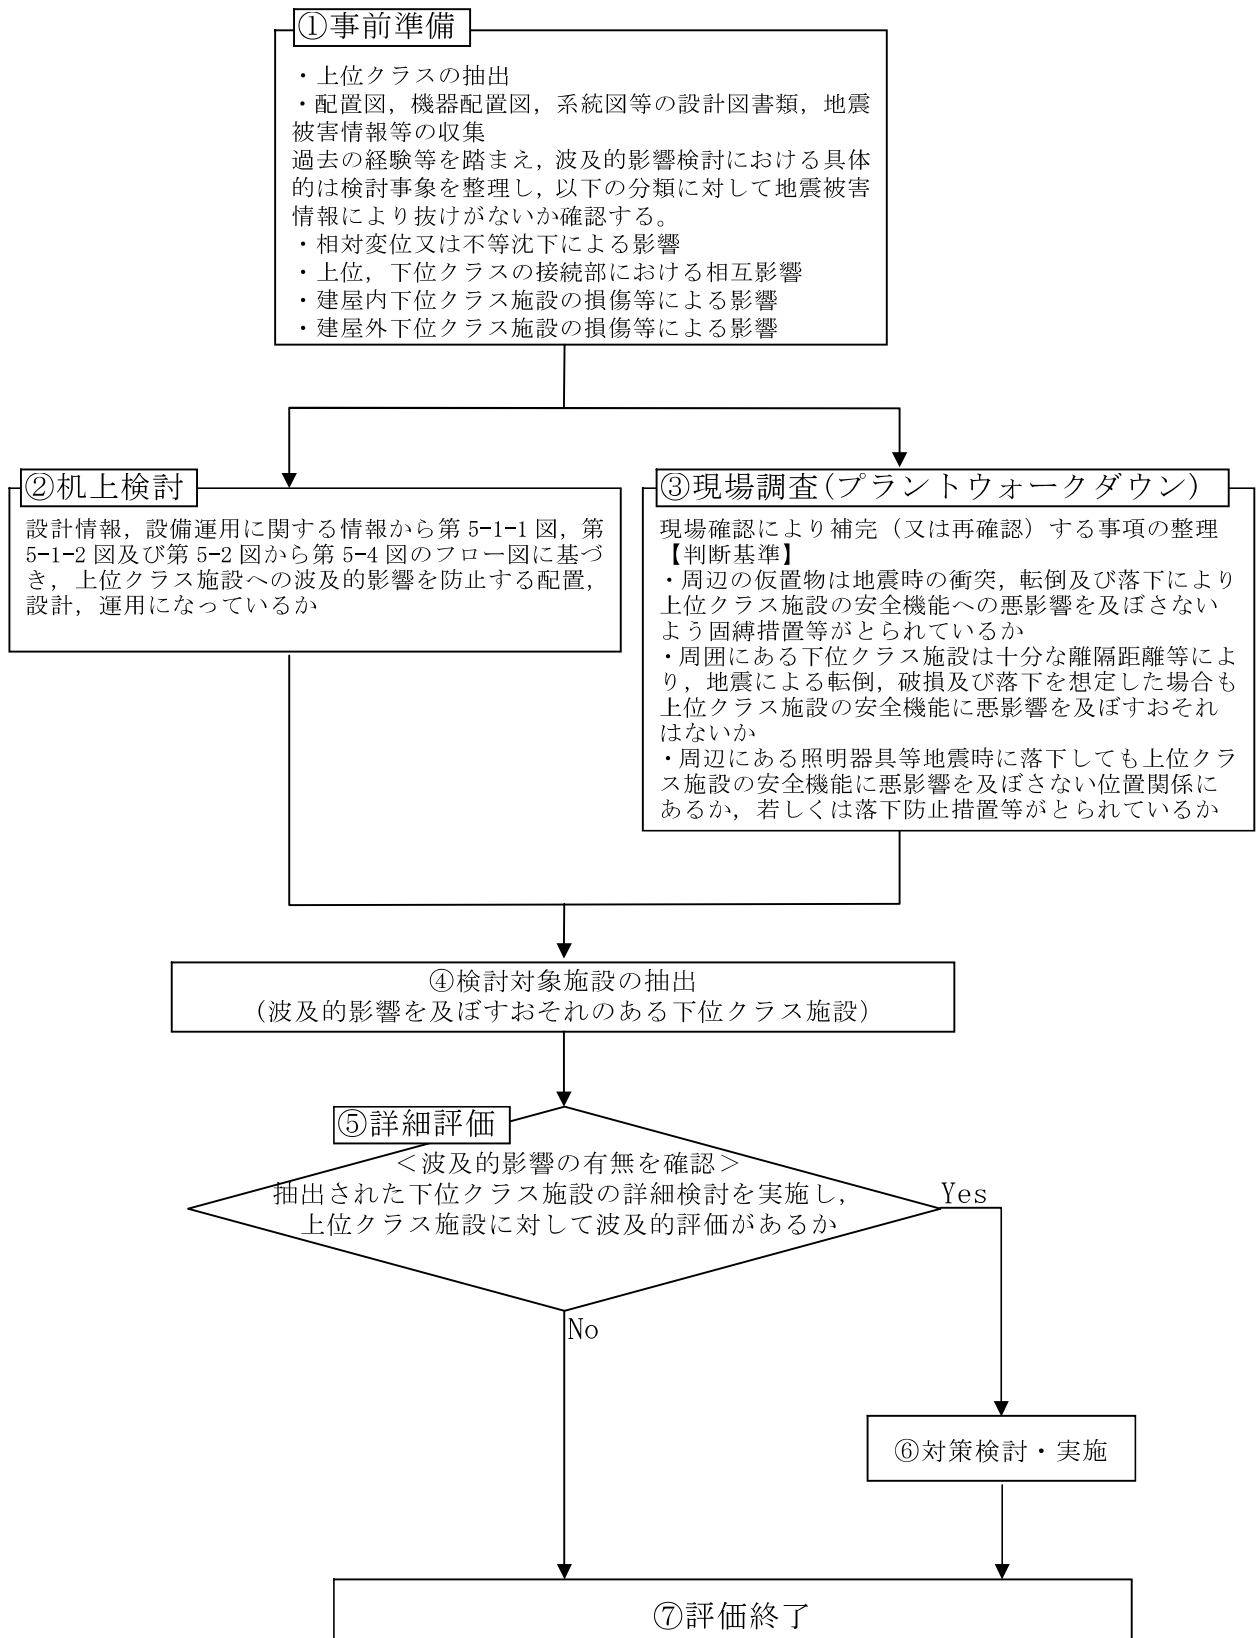 ①事前準備
・上位クラスの抽出
・配置図，機器配置図，系統図等の設計図書類，地震
被害情報等の収集
過去の経験等を踏まえ，波及的影響検討における具体
的は検討事象を整理し，以下の分類に対して地震被害
情報により抜けがないか確認する。
・相対変位又は不等沈下による影響
・上位，下位クラスの接続部における相互影響
・建屋内下位クラス施設の損傷等による影響
・建屋外下位クラス施設の損傷等による影響
②机上検討
設計情報，設備運用に関する情報から第 5-1-1 図，第
5-1-2 図及び第 5-2 図から第 5-4 図のフロー図に基づ
き，上位クラス施設への波及的影響を防止する配置，
設計，運用になっているか
③現場調査(プラントウォークダウン)
現場確認により補完（又は再確認）する事項の整理
【判断基準】
・周辺の仮置物は地震時の衝突，転倒及び落下により
上位クラス施設の安全機能への悪影響を及ぼさない
よう固縛措置等がとられているか
・周囲にある下位クラス施設は十分な離隔距離等によ
り，地震による転倒，破損及び落下を想定した場合も
上位クラス施設の安全機能に悪影響を及ぼすおそれ
はないか
・周辺にある照明器具等地震時に落下しても上位クラ
ス施設の安全機能に悪影響を及ぼさない位置関係に
あるか，若しくは落下防止措置等がとられているか
④検討対象施設の抽出
(波及的影響を及ぼすおそれのある下位クラス施設)
⑤詳細評価
＜波及的影響の有無を確認＞
抽出された下位クラス施設の詳細検討を実施し，
上位クラス施設に対して波及的評価があるか
Yes
No
⑥対策検討・実施
⑦評価終了